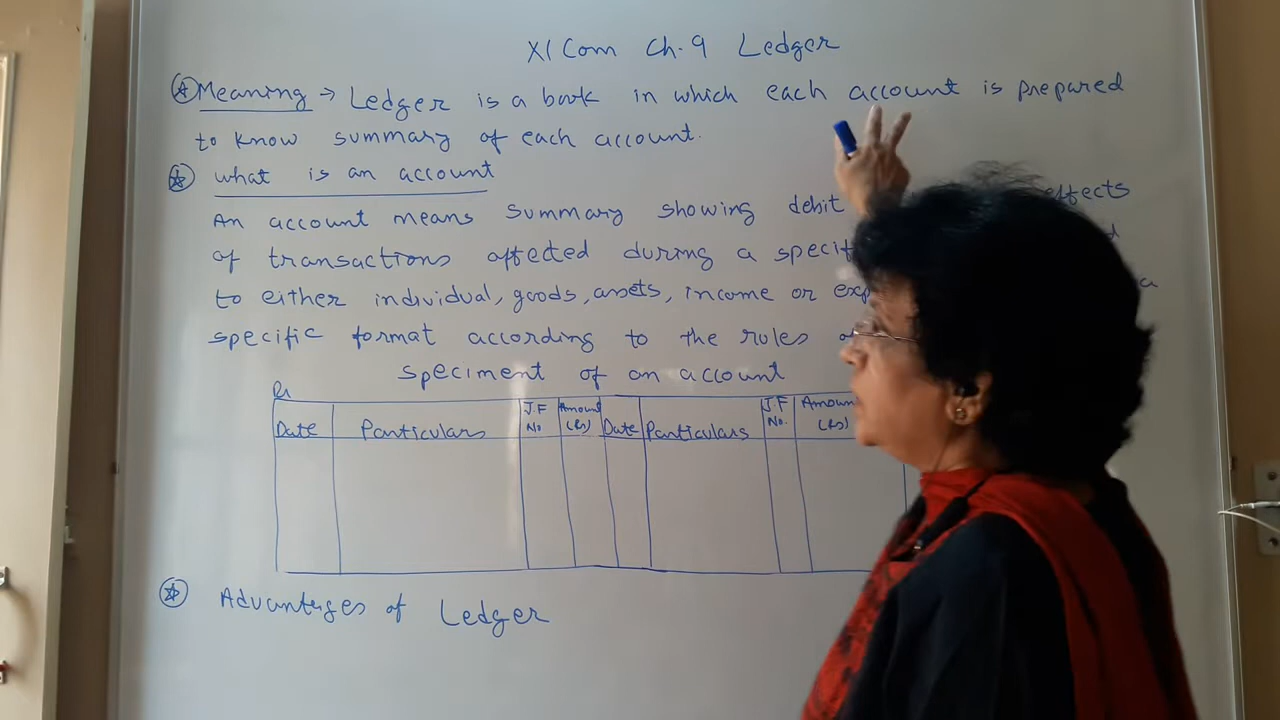 XI Com Ch.9 Ledger
Meaning → Ledger is a book in which each account is prepared
to know summary of each account.
what is an account
An account means summary showing debit effects
of transactions affected during a specif
to either individual, goods, assets, income or exp a
specific format according to the rules o
speciment of an account
Dr
Date Particulars J.F No. Amount (Rs) Date Particulars J.F No. Amoun (Rs)
Advantages of Ledger